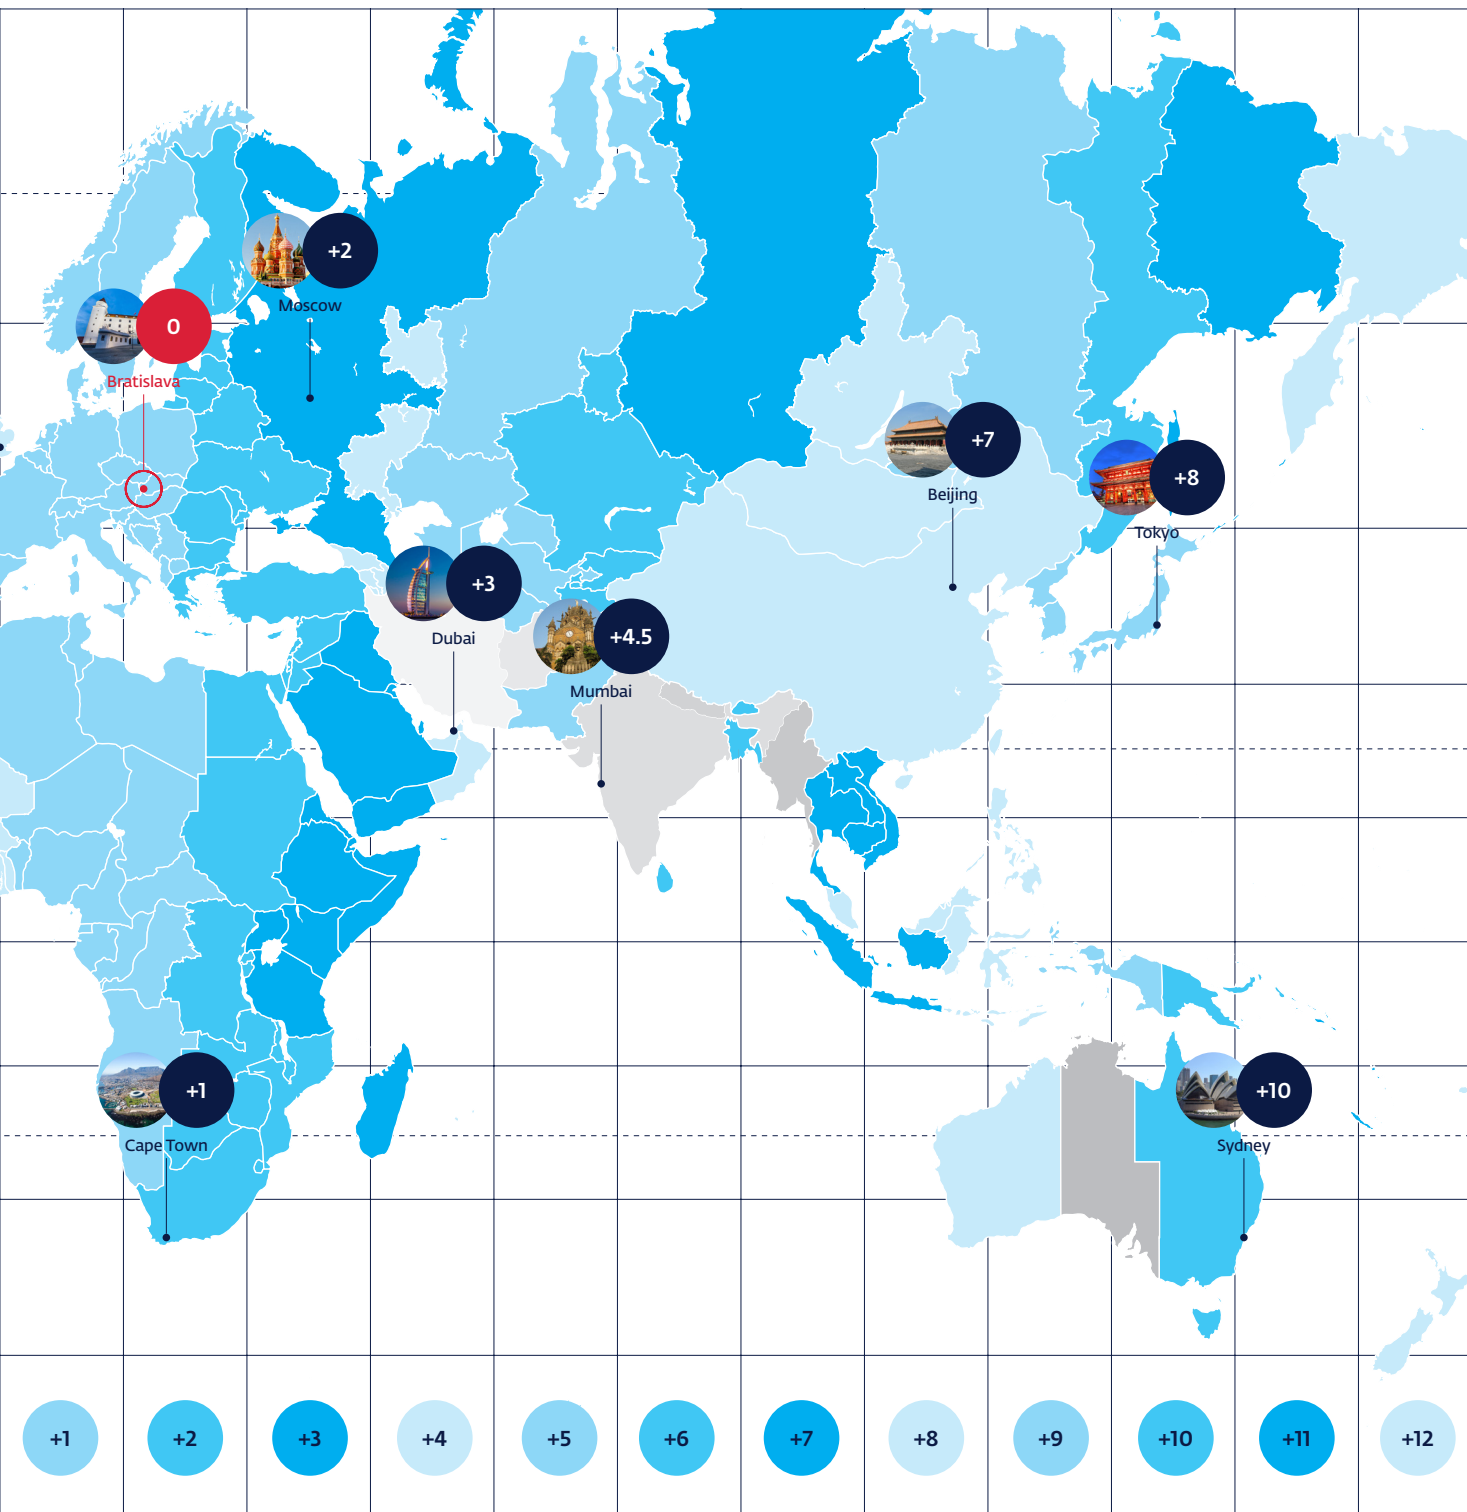 +2
Moscow
0
Bratislava
+7
Beijing
+8
Tokyo
+3
Dubai
+4.5
Mumbai
+1
Cape Town
+10
Sydney
+1
+2
+3
+4
+5
+6
+7
+8
+9
+10
+11
+12